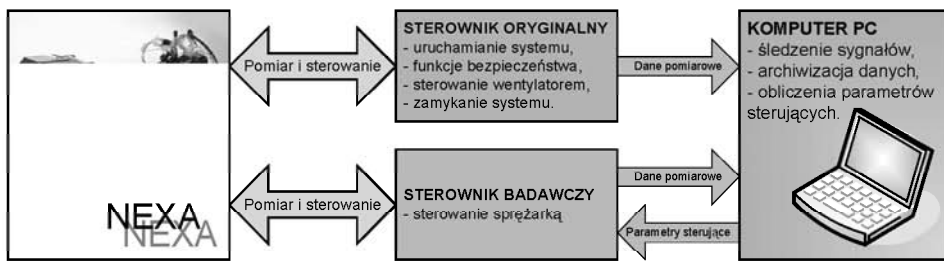 NEXA
NEXA
Pomiar i sterowanie
STEROWNIK ORYGINALNY
- uruchamianie systemu,
- funkcje bezpieczeństwa,
- sterowanie wentylatorem,
- zamykanie systemu.
Dane pomiarowe
KOMPUTER PC
- śledzenie sygnałów,
- archiwizacja danych,
- obliczenia parametrów
sterujących.
Pomiar i sterowanie
STEROWNIK BADAWCZY
- sterowanie sprężarką
Dane pomiarowe
Parametry sterujące